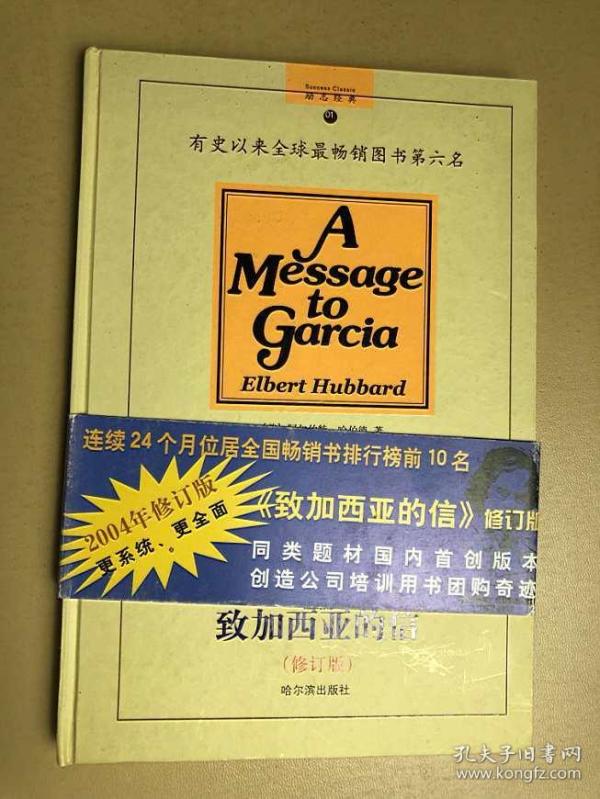 Success Classic
励志经典
01
有史以来全球最畅销图书第六名
A
Message
to
Garcia
Elbert Hubbard
连续24个月位居全国畅销书排行榜前10名
2004年修订版
更系统、更全面
《致加西亚的信》修订版
同类题材国内首创版本
创造公司培训用书团购奇迹
致加西亚的信
(修订版)
哈尔滨出版社
孔夫子旧书网
www.kongfz.com